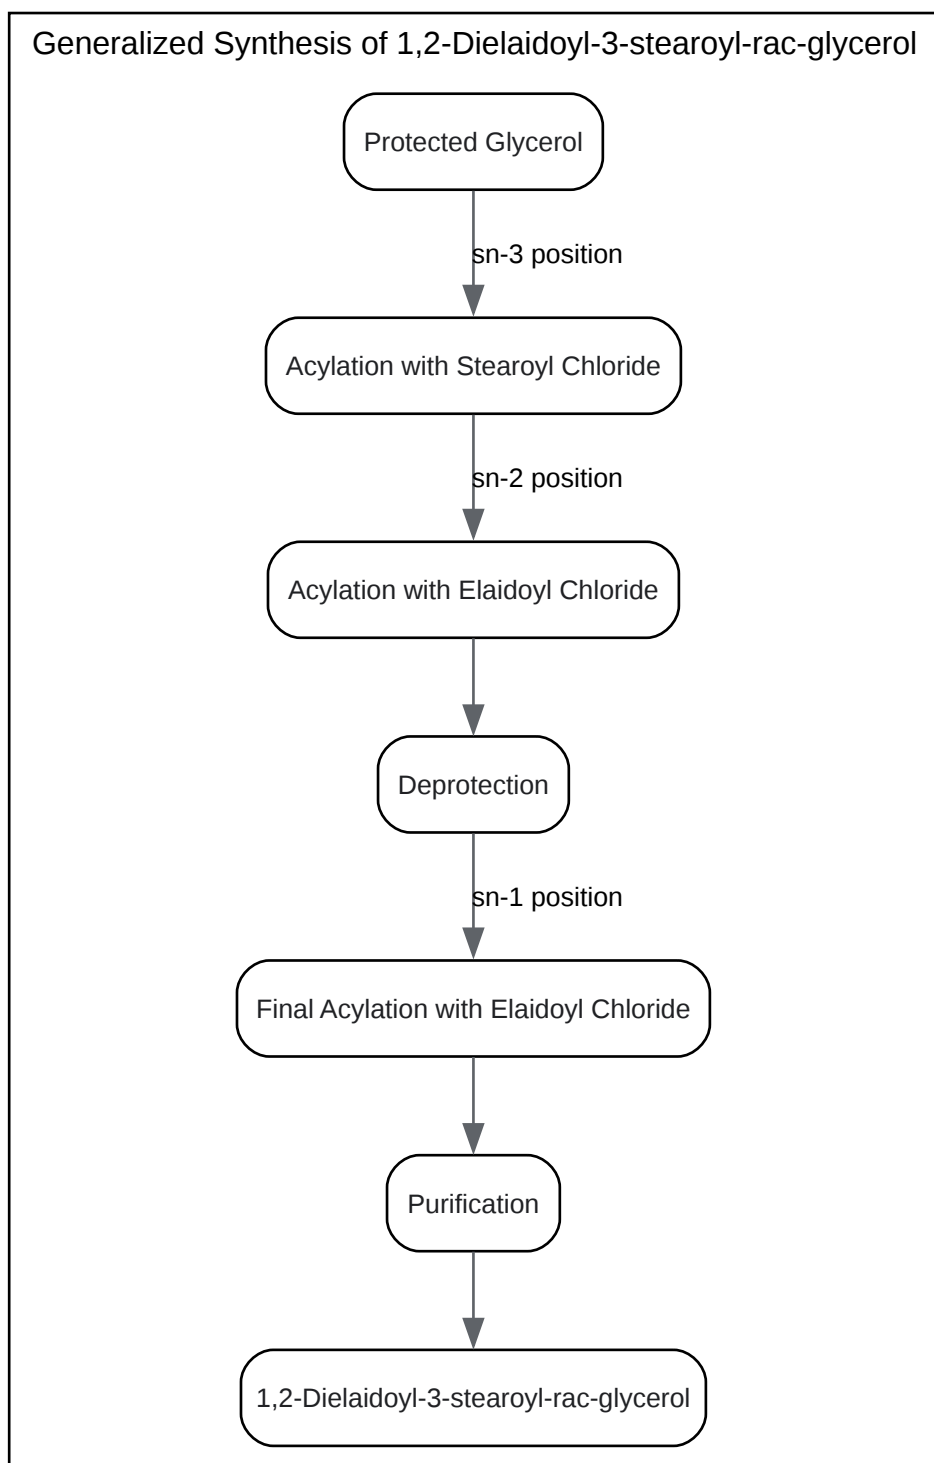 Generalized Synthesis of 1,2-Dielaidoyl-3-stearoyl-rac-glycerol
Protected Glycerol
sn-3 position
Acylation with Stearoyl Chloride
sn-2 position
Acylation with Elaidoyl Chloride
Deprotection
sn-1 position
Final Acylation with Elaidoyl Chloride
Purification
1,2-Dielaidoyl-3-stearoyl-rac-glycerol